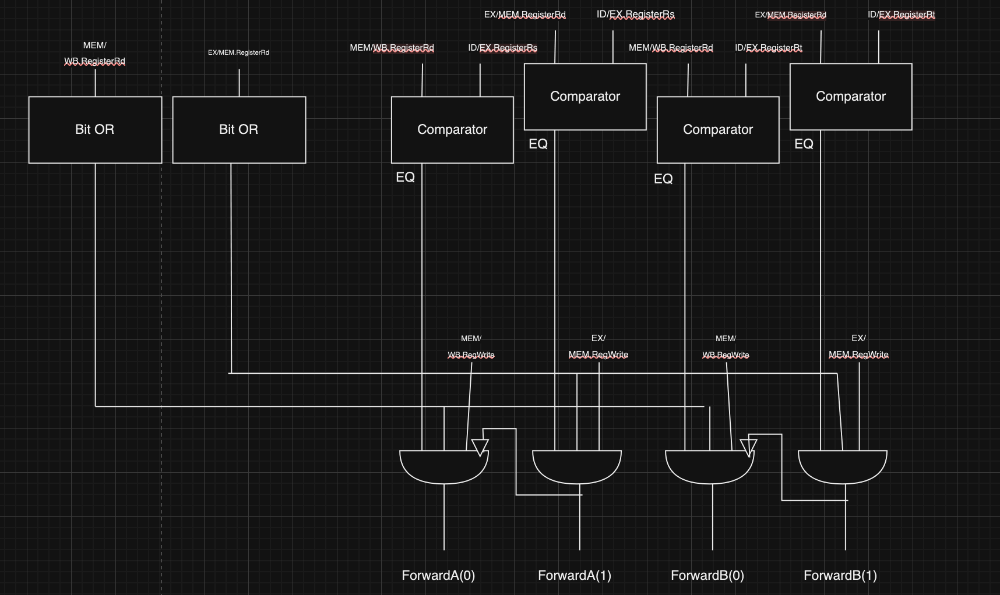 EX/MEM.RegisterRd
ID/EX.RegisterRs
EX/MEM.RegisterRd
ID/EX.RegisterRt
MEM/
WB.RegisterRd
EX/MEM.RegisterRd
MEM/WB.RegisterRd
ID/EX.RegisterRs
MEM/WB.RegisterRd
ID/EX.RegisterRt
Comparator
Comparator
Bit OR
Bit OR
Comparator
Comparator
EQ
EQ
EQ
EQ
MEM/
WB.RegWrite
EX/
MEM.RegWrite
MEM/
WB.RegWrite
EX/
MEM.RegWrite
ForwardA(0)
ForwardA(1)
ForwardB(0)
ForwardB(1)